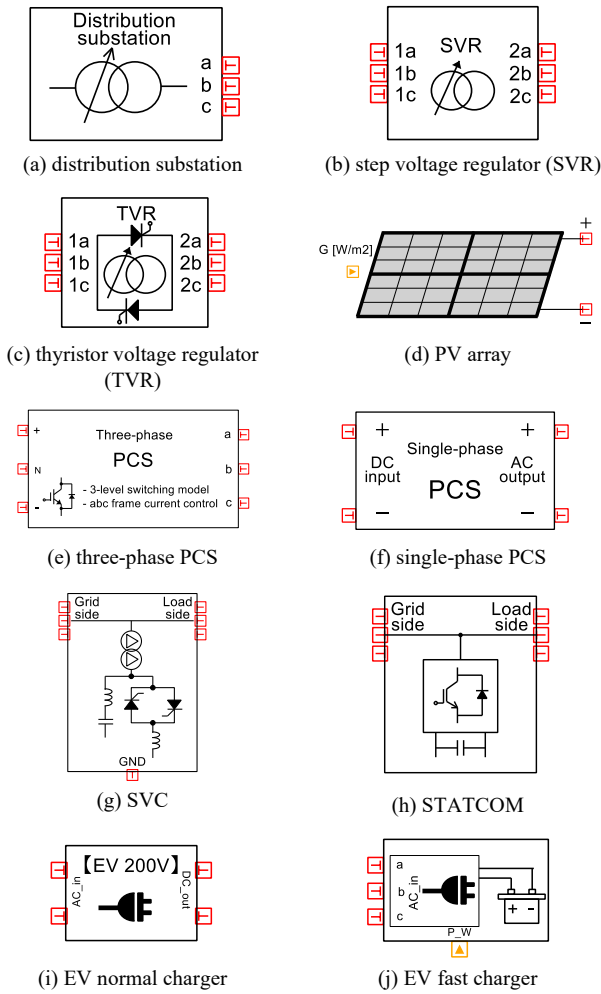 Distribution
substation
a
b
c
(a) distribution substation
SVR
1a
1b
1c
2a
2b
2c
(b) step voltage regulator (SVR)
TVR
1a
1b
1c
2a
2b
2c
(c) thyristor voltage regulator
(TVR)
G [W/m2]
+
−
(d) PV array
+
N
-
Three-phase
PCS
- 3-level switching model
- abc frame current control
a
b
c
(e) three-phase PCS
+
DC
input
−
Single-phase
PCS
+
AC
output
−
(f) single-phase PCS
Grid
side
Load
side
GND
(g) SVC
Grid
side
Load
side
(h) STATCOM
【EV 200V】
AC_in
DC_out
(i) EV normal charger
a
b
c
AC_in
+ -
P_W
(j) EV fast charger